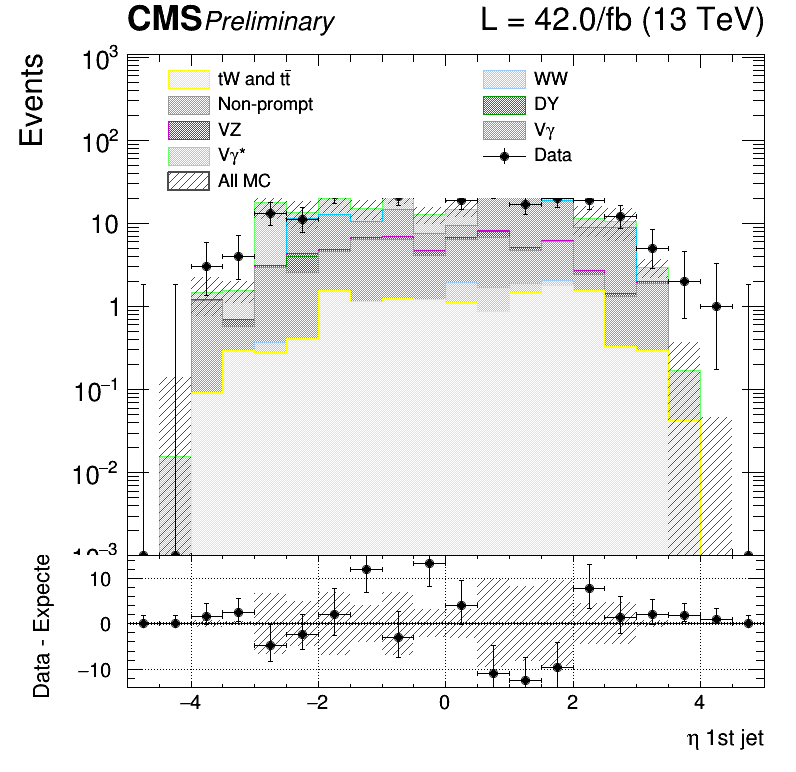 CMS Preliminary L = 42.0/fb (13 TeV)
Events
10³
10²
10
1
10⁻¹
10⁻²
10⁻³
tW and tt̄
Non-prompt
VZ
Vγ*
All MC
WW
DY
Vγ
Data
Data - Expecte
10
0
−10
−4 −2 0 2 4
η 1st jet